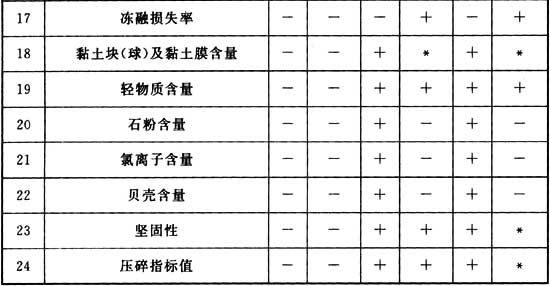 17 冻融损失率 － － － ＋ － ＋
18 黏土块(球)及黏土膜含量 － － ＋ * ＋ *
19 轻物质含量 － － ＋ ＋ ＋ ＋
20 石粉含量 － － ＋ － ＋ －
21 氯离子含量 － － ＋ － ＋ －
22 贝壳含量 － － ＋ － ＋ －
23 坚固性 － － ＋ ＋ ＋ *
24 压碎指标值 － － ＋ ＋ ＋ *